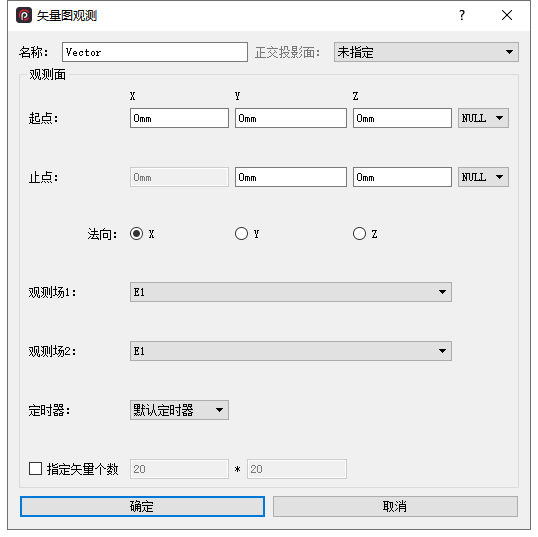 矢量图观测 ?
名称: Vector 正交投影面: 未指定
观测面
X Y Z
起点: 0mm 0mm 0mm NULL
止点: 0mm 0mm 0mm NULL
法向: X Y Z
观测场1: E1
观测场2: E1
定时器: 默认定时器
指定矢量个数 20 * 20
确定 取消